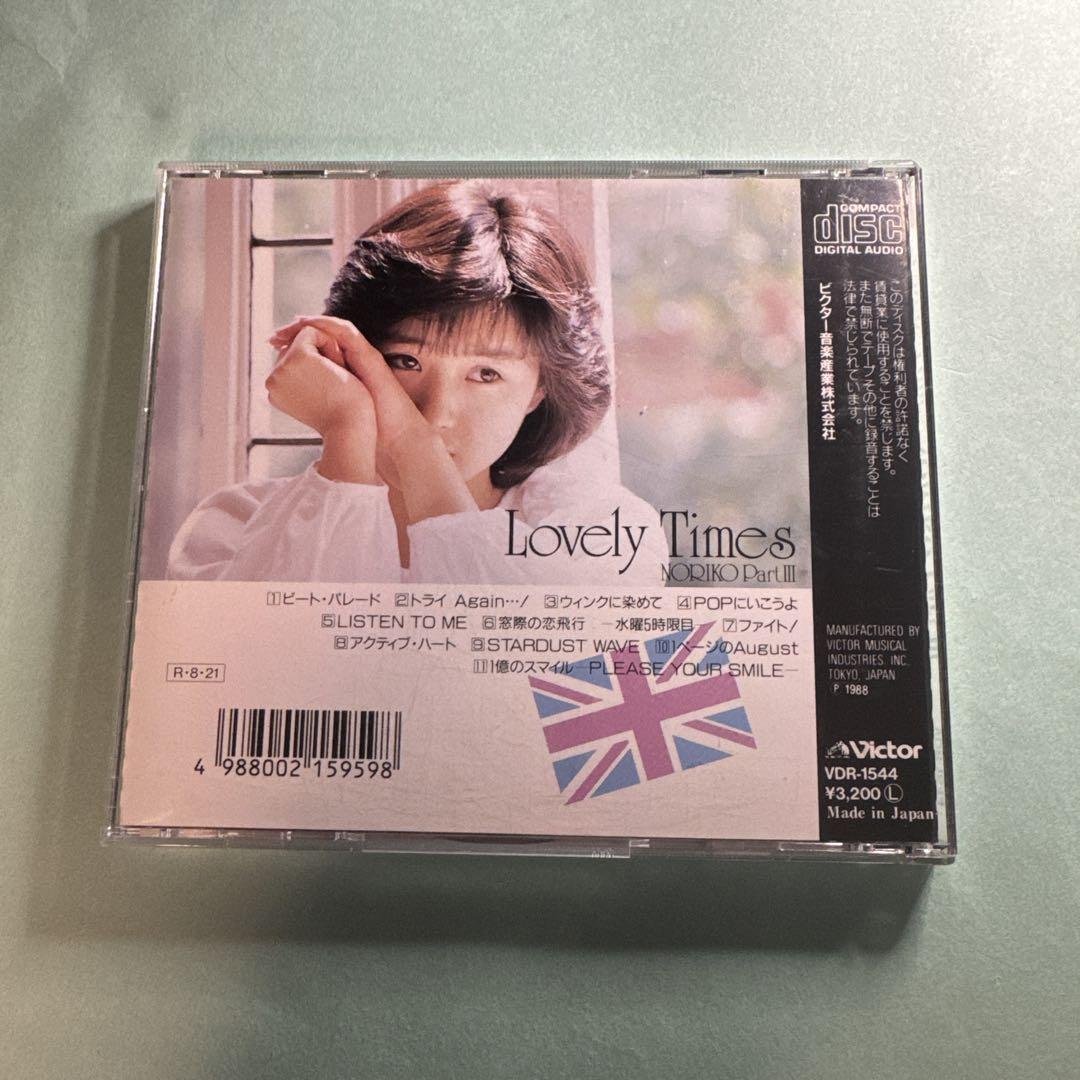 COMPACT
disc
DIGITAL AUDIO
このディスクは権利者の許諾なく
賃貸業に使用することを禁じます。
また無断でテープその他に録音することは
法律で禁じられています。
ビクター音楽産業株式会社
Lovely Times
NORIKO Part III
1 ビート・パレード 2 トライ Again…! 3 ウィンクに染めて 4 POPにいこうよ
5 LISTEN TO ME 6 窓際の恋飛行 —水曜5時限目— 7 ファイト!
8 アクティブ・ハート 9 STARDUST WAVE 10 1ページのAugust
11 1億のスマイル—PLEASE YOUR SMILE—
R・8・21
4 988002 159598
MANUFACTURED BY
VICTOR MUSICAL
INDUSTRIES. INC.
TOKYO, JAPAN
℗ 1988
Victor
VDR-1544
¥3,200 Ⓛ
Made in Japan